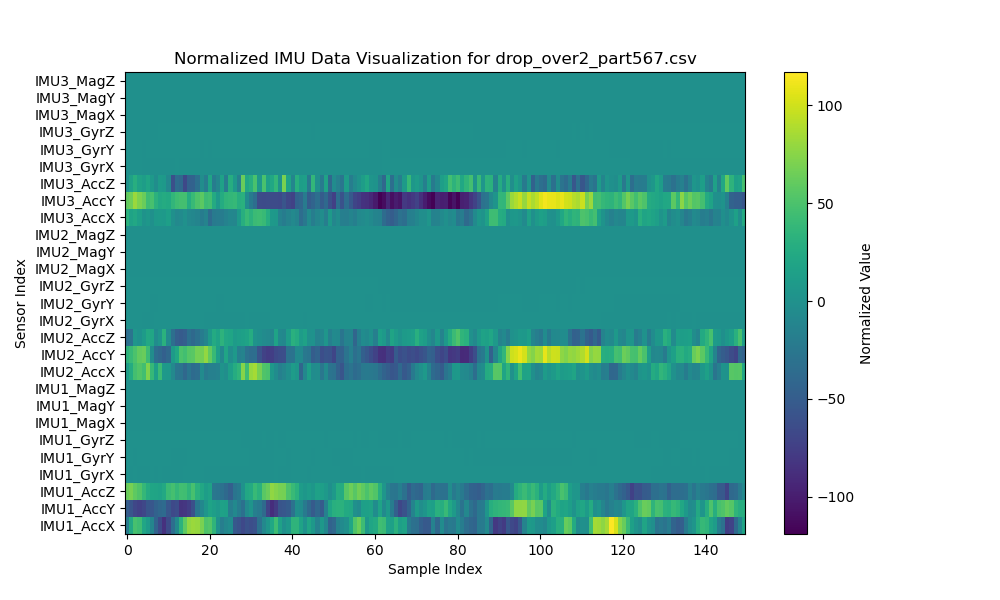 Normalized IMU Data Visualization for drop_over2_part567.csv
IMU3_MagZ
IMU3_MagY
IMU3_MagX
IMU3_GyrZ
IMU3_GyrY
IMU3_GyrX
IMU3_AccZ
IMU3_AccY
IMU3_AccX
IMU2_MagZ
IMU2_MagY
IMU2_MagX
IMU2_GyrZ
IMU2_GyrY
IMU2_GyrX
IMU2_AccZ
IMU2_AccY
IMU2_AccX
IMU1_MagZ
IMU1_MagY
IMU1_MagX
IMU1_GyrZ
IMU1_GyrY
IMU1_GyrX
IMU1_AccZ
IMU1_AccY
IMU1_AccX
Sensor Index
0 20 40 60 80 100 120 140
Sample Index
100
50
0
−50
−100
Normalized Value